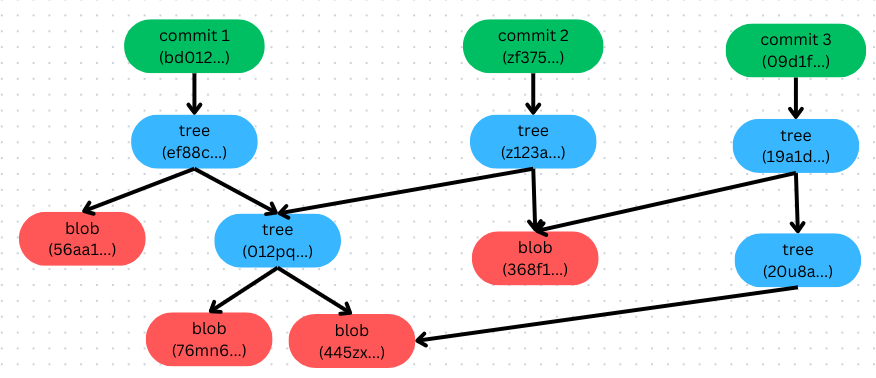 commit 1
(bd012...)
commit 2
(zf375...)
commit 3
(09d1f...)
tree
(ef88c...)
tree
(z123a...)
tree
(19a1d...)
blob
(56aa1...)
tree
(012pq...)
blob
(368f1...)
tree
(20u8a...)
blob
(76mn6...)
blob
(445zx...)